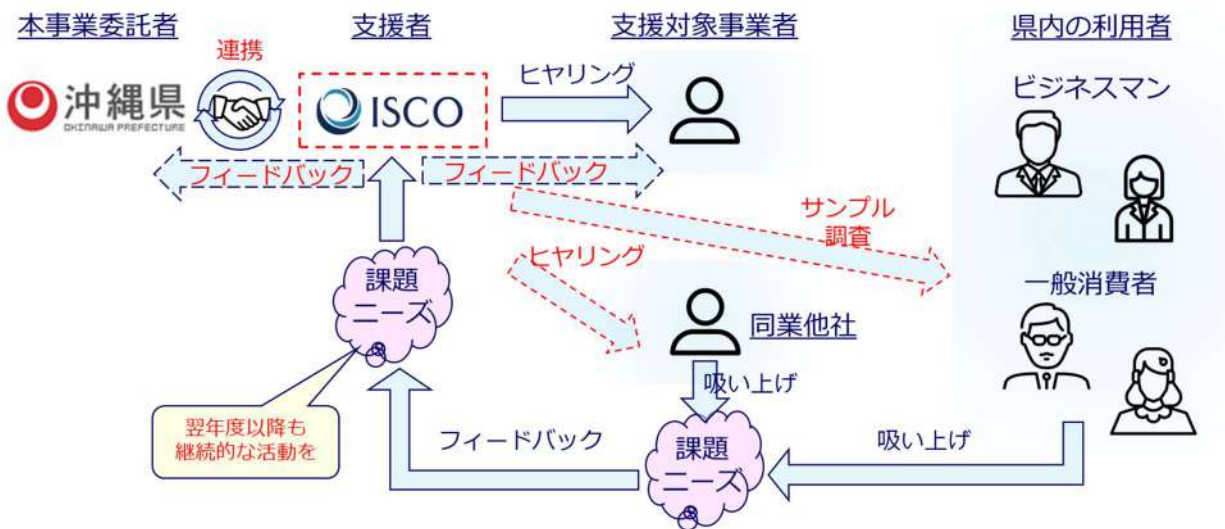 本事業委託者
支援者
支援対象事業者
県内の利用者
連携
ヒヤリング
ビジネスマン
沖縄県
OKINAWA PREFECTURE
ISCO
フィードバック
フィードバック
サンプル
調査
ヒヤリング
課題
ニーズ
一般消費者
同業他社
吸い上げ
翌年度以降も
継続的な活動を
フィードバック
課題
ニーズ
吸い上げ